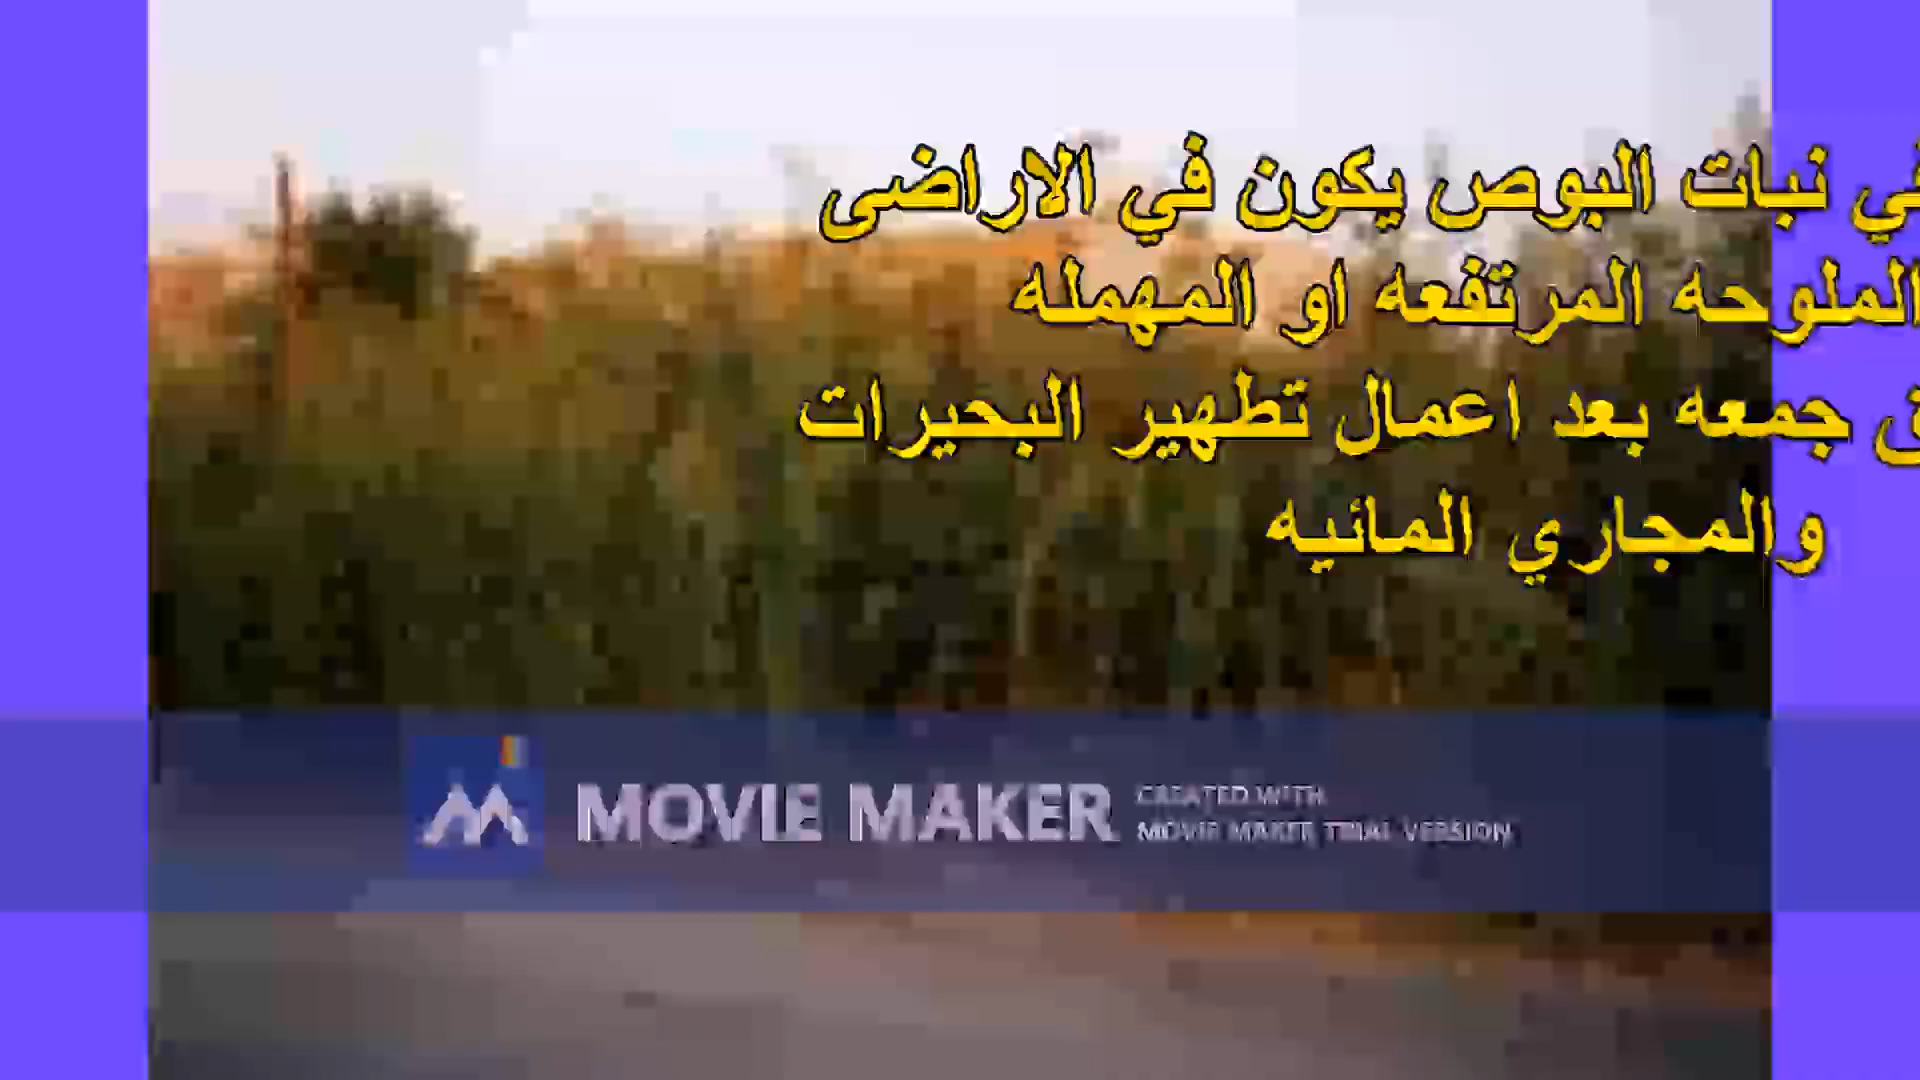 في نبات البوص يكون في الاراضى
الملوحه المرتفعه او المهمله
جمعه بعد اعمال تطهير البحيرات
والمجاري المائيه
MOVIE MAKER
CREATED WITH
MOVIE MAKER TRIAL VERSION